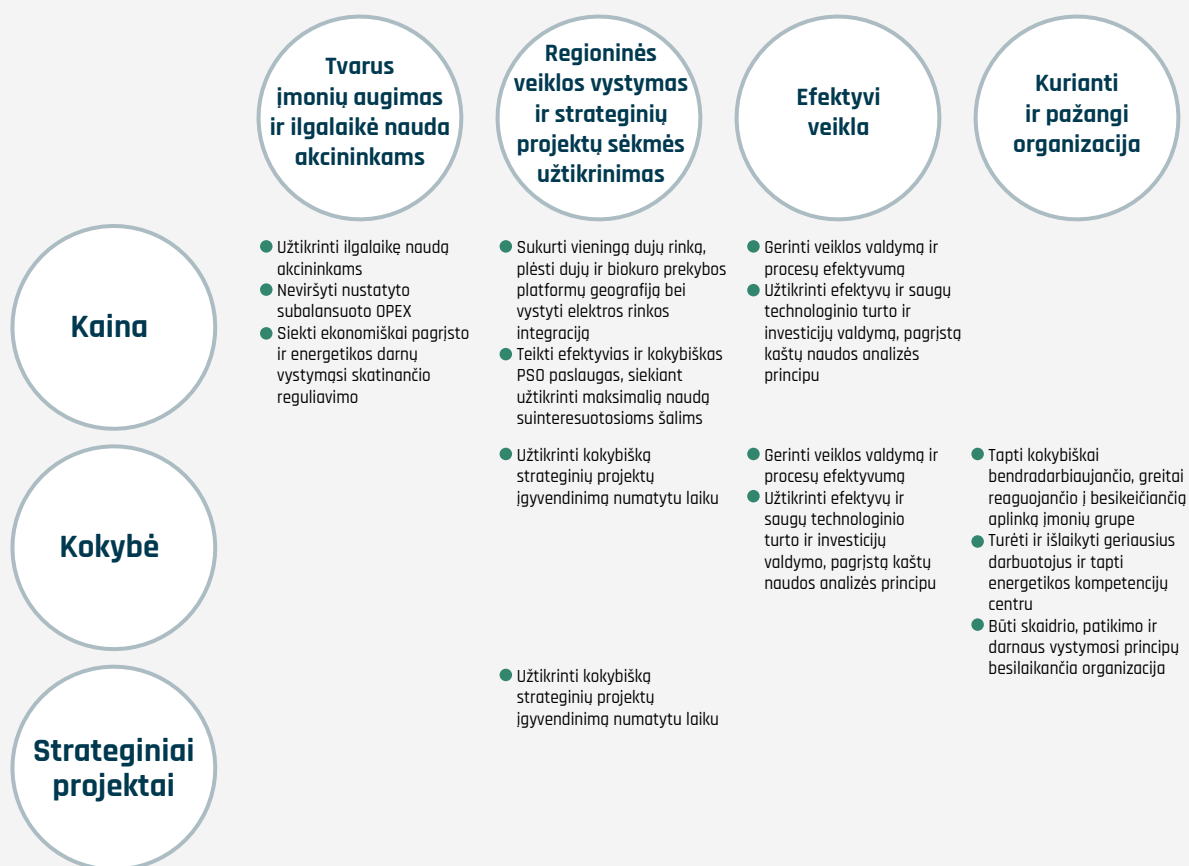 Tvarus
įmonių augimas
ir ilgalaikė nauda
akcininkams
Regioninės
veiklos vystymas
ir strateginių
projektų sėkmės
užtikrinimas
Efektyvi
veikla
Kurianti
ir pažangi
organizacija
Kaina
Užtikrinti ilgalaikę naudą
akcininkams
Neviršyti nustatyto
subalansuoto OPEX
Siekti ekonomiškai pagrįsto
ir energetikos darnų
vystymąsi skatinančio
reguliavimo
Sukurti vieningą dujų rinką,
plėsti dujų ir biokuro prekybos
platformų geografiją bei
vystyti elektros rinkos
integraciją
Teikti efektyvias ir kokybiškas
PSO paslaugas, siekiant
užtikrinti maksimalią naudą
suinteresuotosioms šalims
Gerinti veiklos valdymą ir
procesų efektyvumą
Užtikrinti efektyvų ir saugų
technologinio turto ir
investicijų valdymą, pagrįstą
kaštų naudos analizės
principu
Kokybė
Užtikrinti kokybišką
strateginių projektų
įgyvendinimą numatytu laiku
Gerinti veiklos valdymą ir
procesų efektyvumą
Užtikrinti efektyvų ir
saugų technologinio
turto ir investicijų
valdymo, pagrįstą kaštų
naudos analizės principu
Tapti kokybiškai
bendradarbiaujančio, greitai
reaguojančio į besikeičiančią
aplinką įmonių grupe
Turėti ir išlaikyti geriausius
darbuotojus ir tapti
energetikos kompetencijų
centru
Būti skaidrio, patikimo ir
darnaus vystymosi principų
besilaikančia organizacija
Strateginiai
projektai
Užtikrinti kokybišką
strateginių projektų
įgyvendinimą numatytu laiku